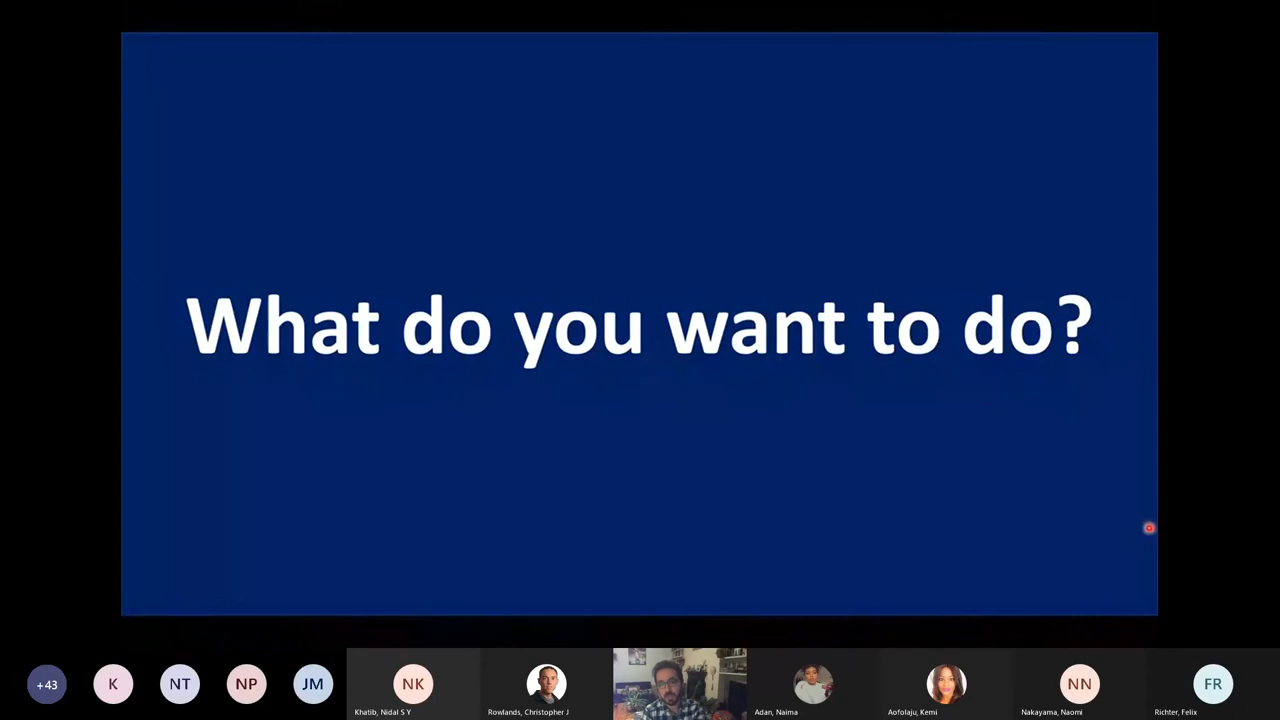 What do you want to do?
+43
K
NT
NP
JM
NK
NN
FR
Khatib, Nidal S Y
Rowlands, Christopher J
Adan, Naima
Aofolaju, Kemi
Nakayama, Naomi
Richter, Felix